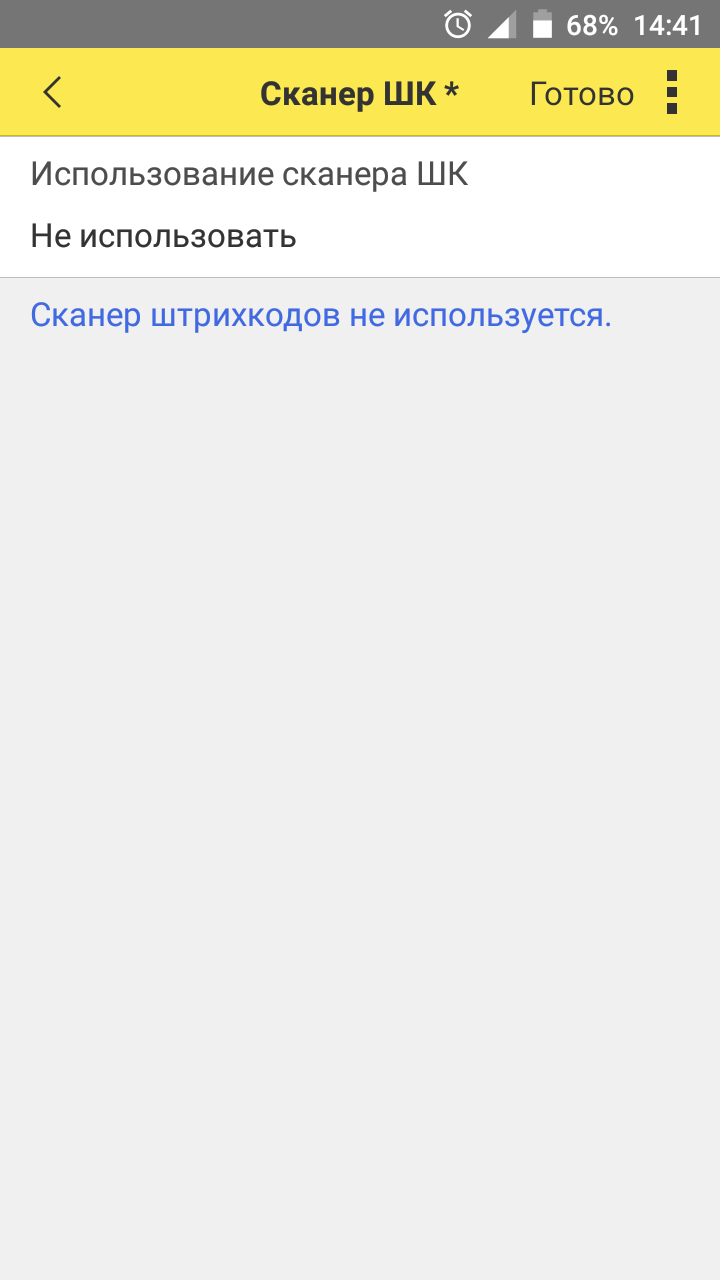 68% 14:41
Сканер ШК * Готово
Использование сканера ШК
Не использовать
Сканер штрихкодов не используется.